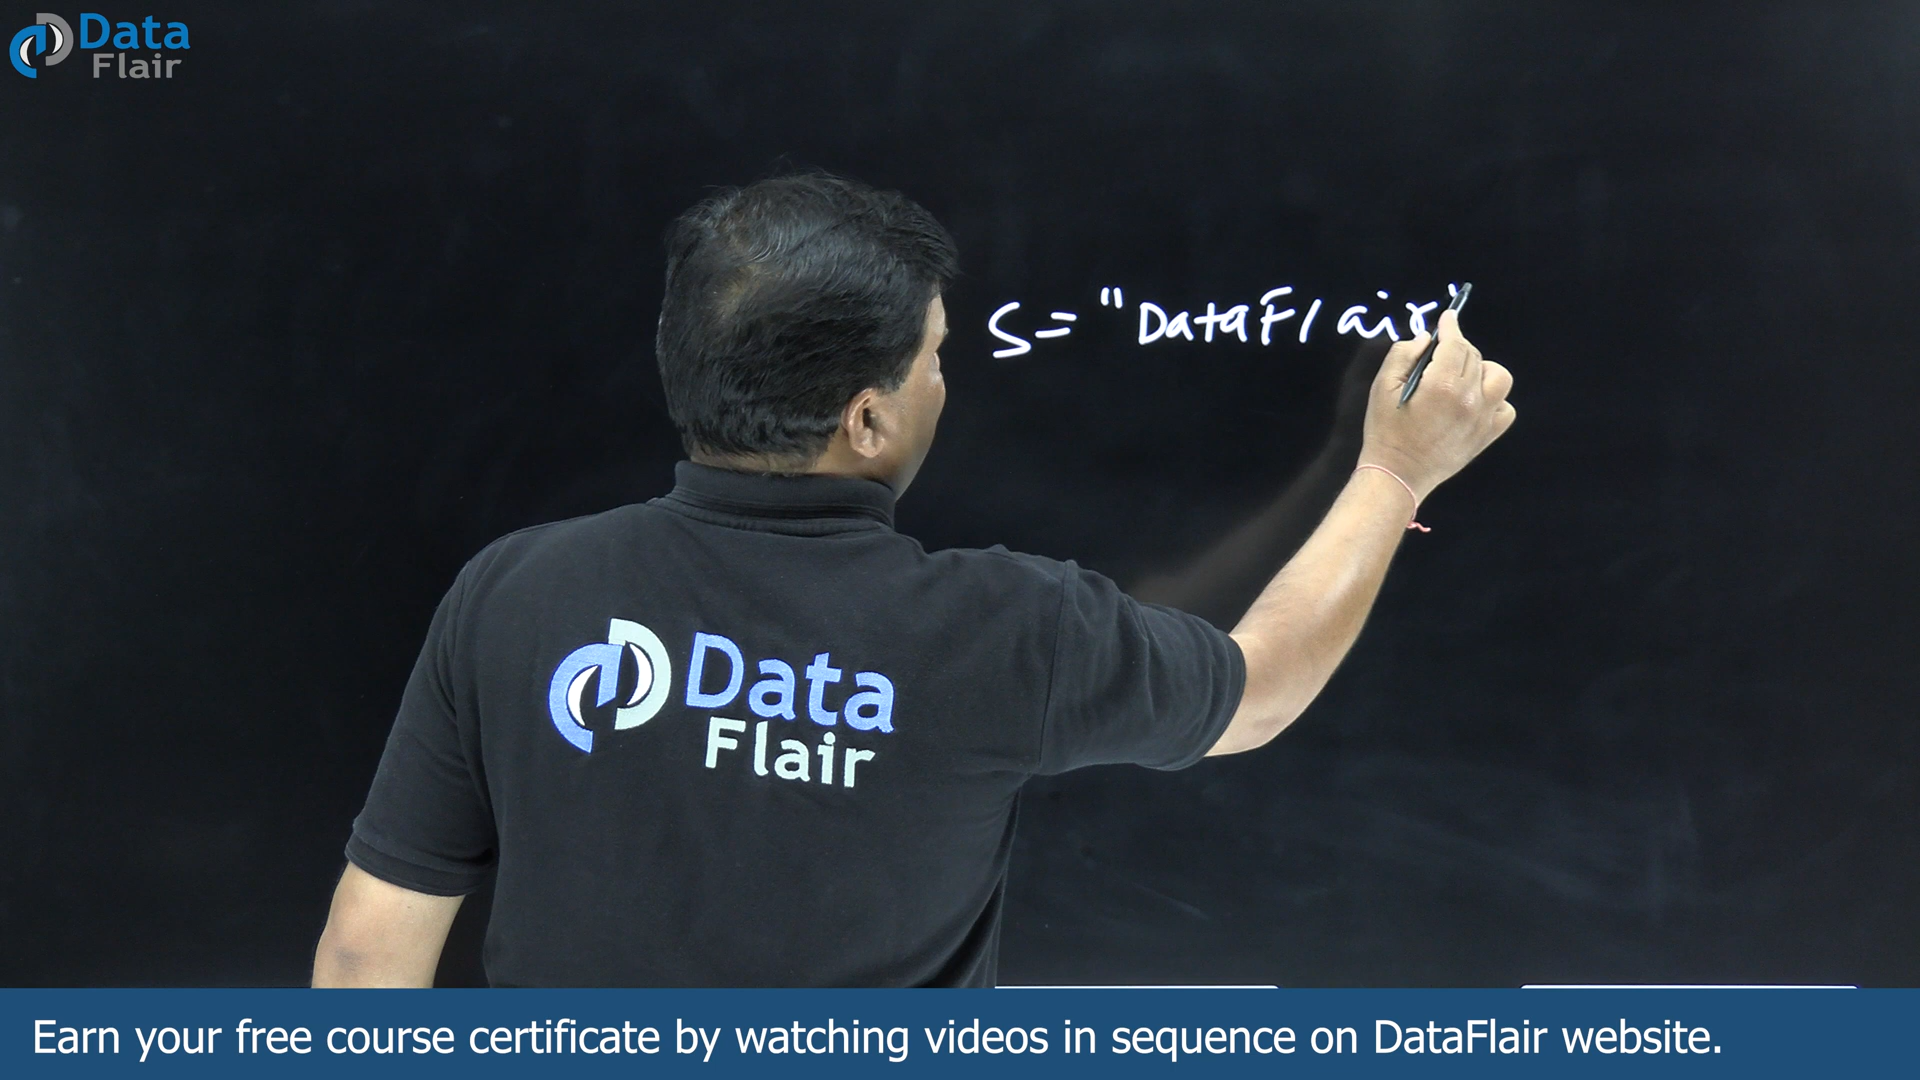 Data
Flair
S="DataFlair"
Data
Flair
Earn your free course certificate by watching videos in sequence on DataFlair website.